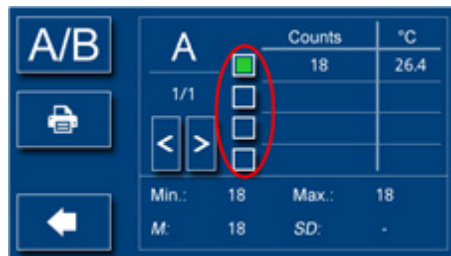 A/B
A
Counts °C
18 26.4
1/1
< >
Min.: 18 Max.: 18
M: 18 SD: -